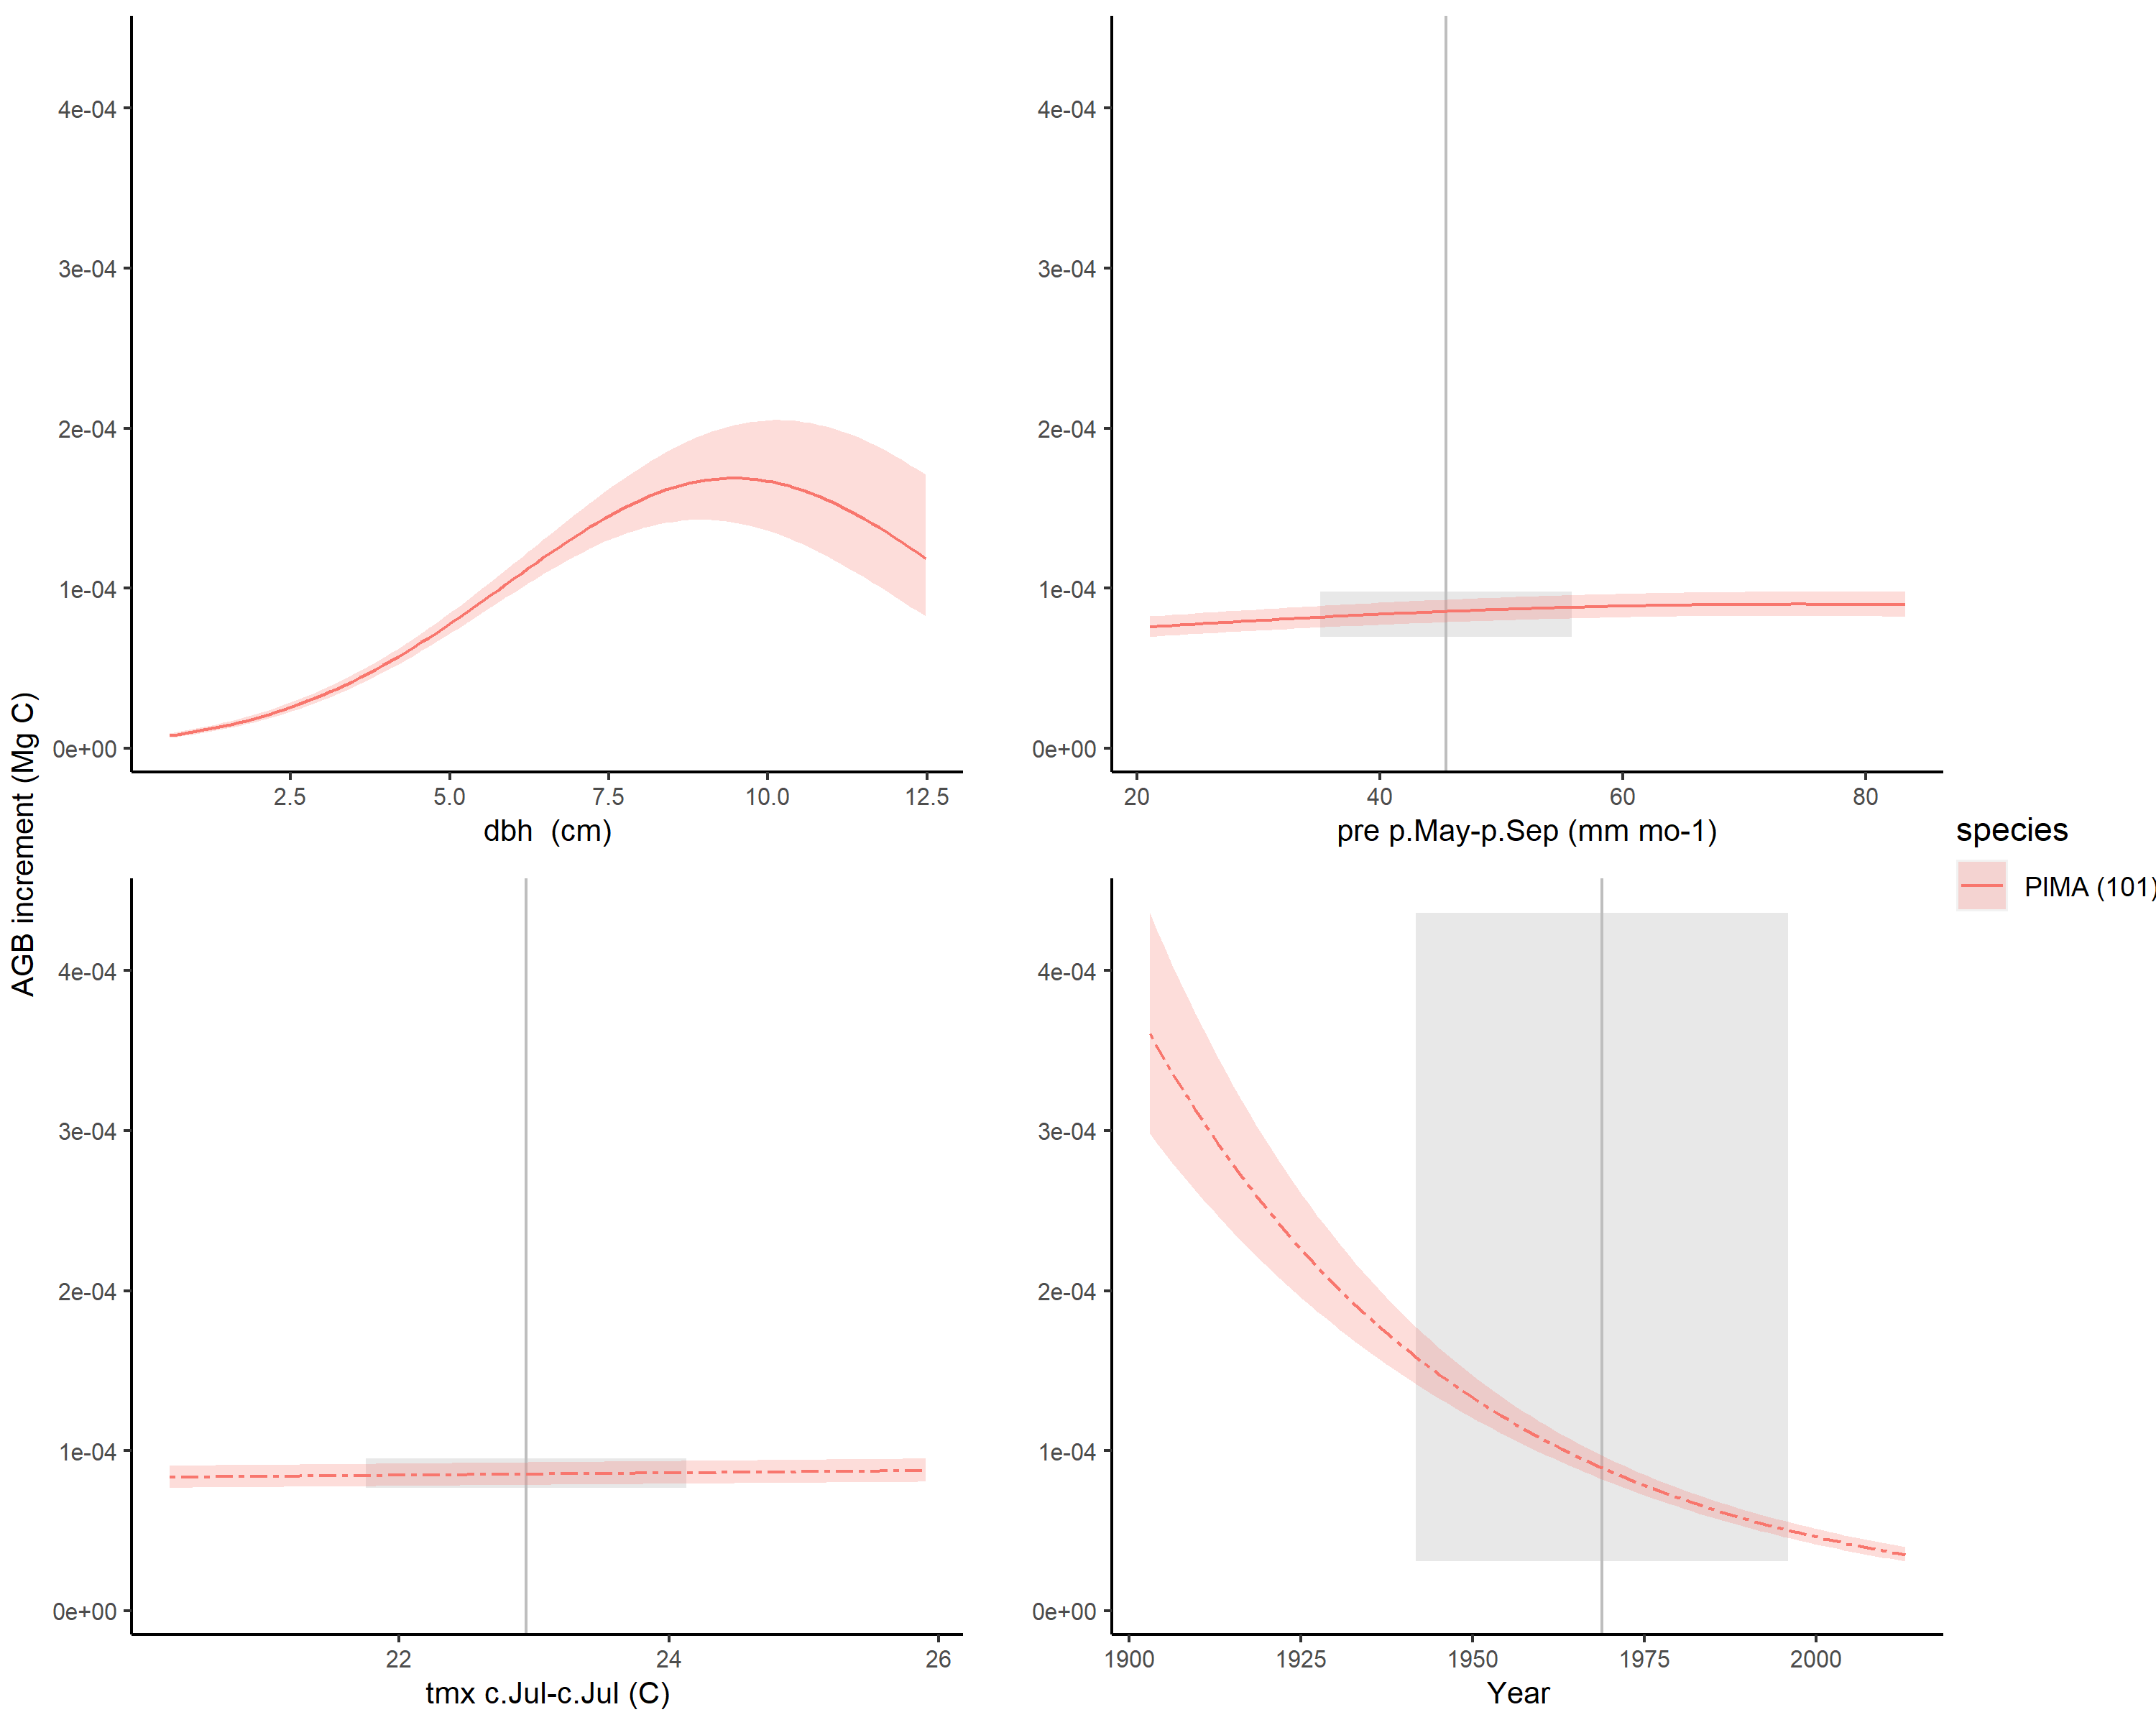 AGB increment (Mg C)
4e-04
3e-04
2e-04
1e-04
0e+00
2.5 5.0 7.5 10.0 12.5
dbh (cm)
4e-04
3e-04
2e-04
1e-04
0e+00
20 40 60 80
pre p.May-p.Sep (mm mo-1)
4e-04
3e-04
2e-04
1e-04
0e+00
22 24 26
tmx c.Jul-c.Jul (C)
4e-04
3e-04
2e-04
1e-04
0e+00
1900 1925 1950 1975 2000
Year
species
PIMA (101)